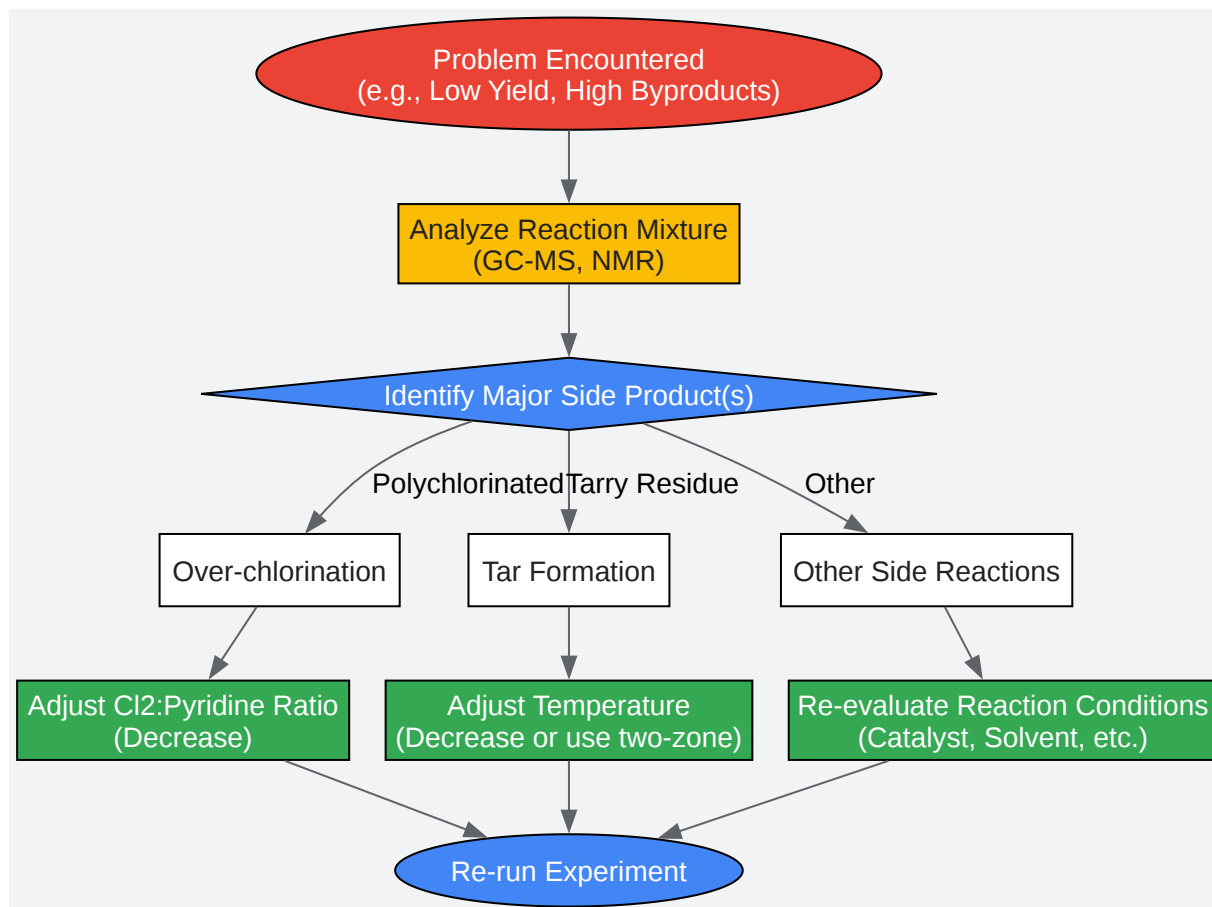 Problem Encountered
(e.g., Low Yield, High Byproducts)
Analyze Reaction Mixture
(GC-MS, NMR)
Identify Major Side Product(s)
Polychlorinated
Tarry Residue
Other
Over-chlorination
Tar Formation
Other Side Reactions
Adjust Cl2:Pyridine Ratio
(Decrease)
Adjust Temperature
(Decrease or use two-zone)
Re-evaluate Reaction Conditions
(Catalyst, Solvent, etc.)
Re-run Experiment